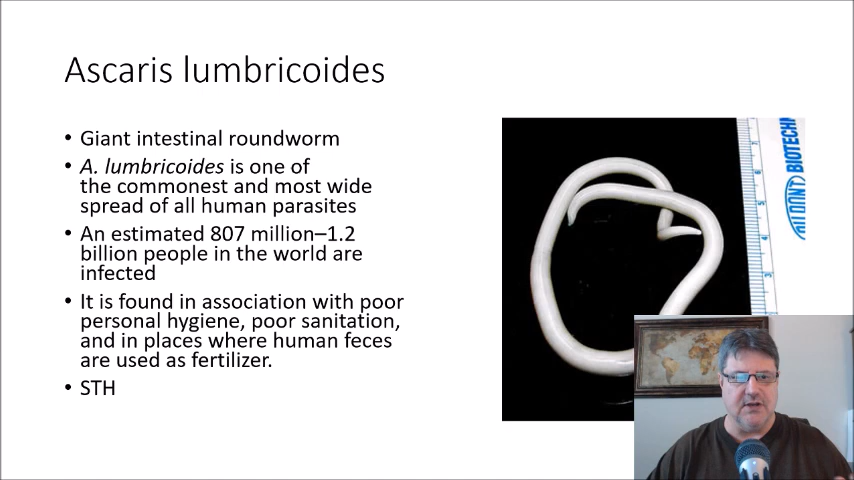 Ascaris lumbricoides
• Giant intestinal roundworm
• A. lumbricoides is one of
the commonest and most wide
spread of all human parasites
• An estimated 807 million–1.2
billion people in the world are
infected
• It is found in association with poor
personal hygiene, poor sanitation,
and in places where human feces
are used as fertilizer.
• STH
BIOTECH